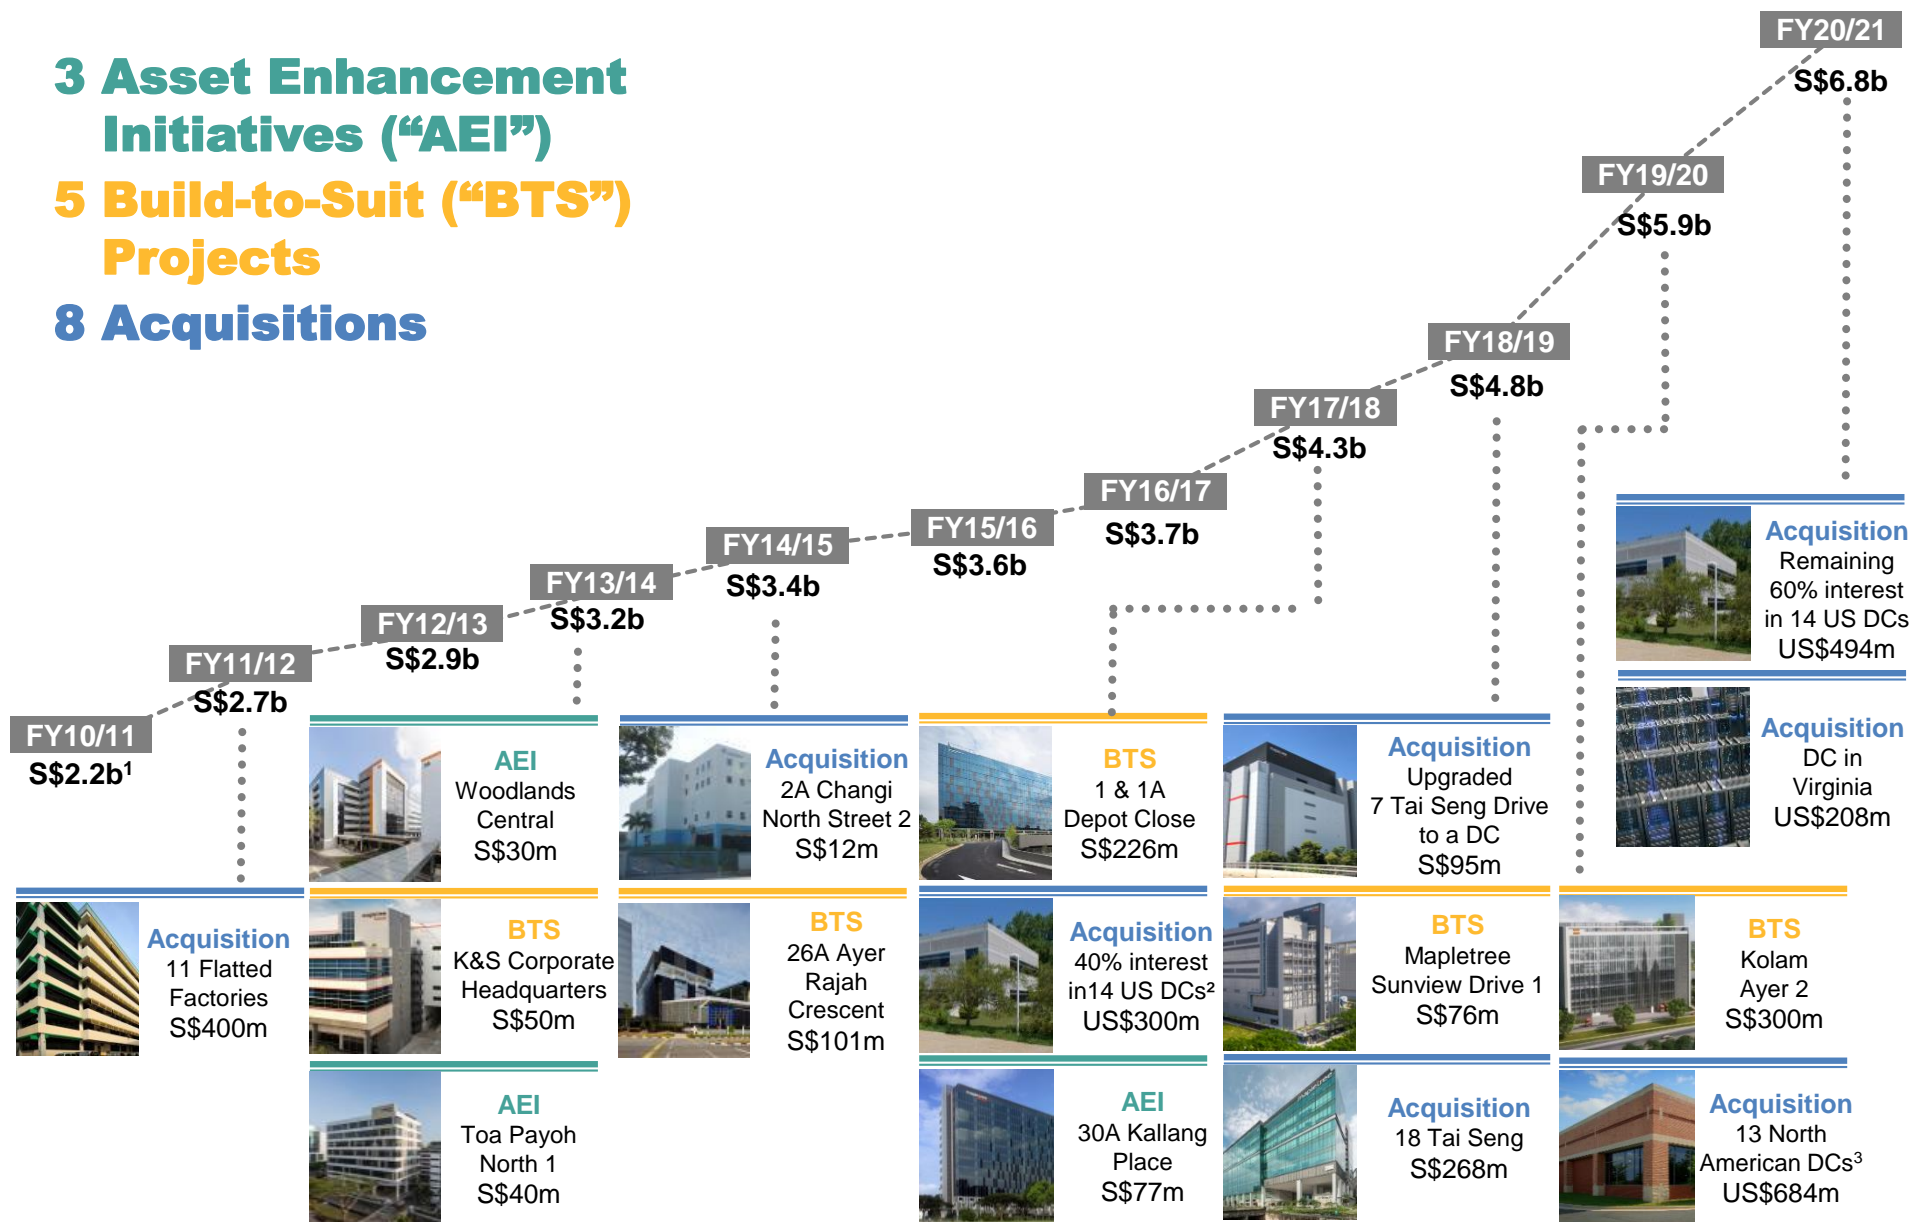 3 Asset Enhancement
Initiatives (“AEI”)
5 Build-to-Suit (“BTS”)
Projects
8 Acquisitions
FY10/11
S$2.2b¹
FY11/12
S$2.7b
FY12/13
S$2.9b
FY13/14
S$3.2b
FY14/15
S$3.4b
FY15/16
S$3.6b
FY16/17
S$3.7b
FY17/18
S$4.3b
FY18/19
S$4.8b
FY19/20
S$5.9b
FY20/21
S$6.8b
Acquisition
11 Flatted
Factories
S$400m
AEI
Woodlands
Central
S$30m
BTS
K&S Corporate
Headquarters
S$50m
AEI
Toa Payoh
North 1
S$40m
Acquisition
2A Changi
North Street 2
S$12m
BTS
26A Ayer
Rajah
Crescent
S$101m
BTS
1 & 1A
Depot Close
S$226m
Acquisition
40% interest
in14 US DCs²
US$300m
AEI
30A Kallang
Place
S$77m
Acquisition
Upgraded
7 Tai Seng Drive
to a DC
S$95m
BTS
Mapletree
Sunview Drive 1
S$76m
Acquisition
18 Tai Seng
S$268m
BTS
Kolam
Ayer 2
S$300m
Acquisition
13 North
American DCs³
US$684m
Acquisition
Remaining
60% interest
in 14 US DCs
US$494m
Acquisition
DC in
Virginia
US$208m